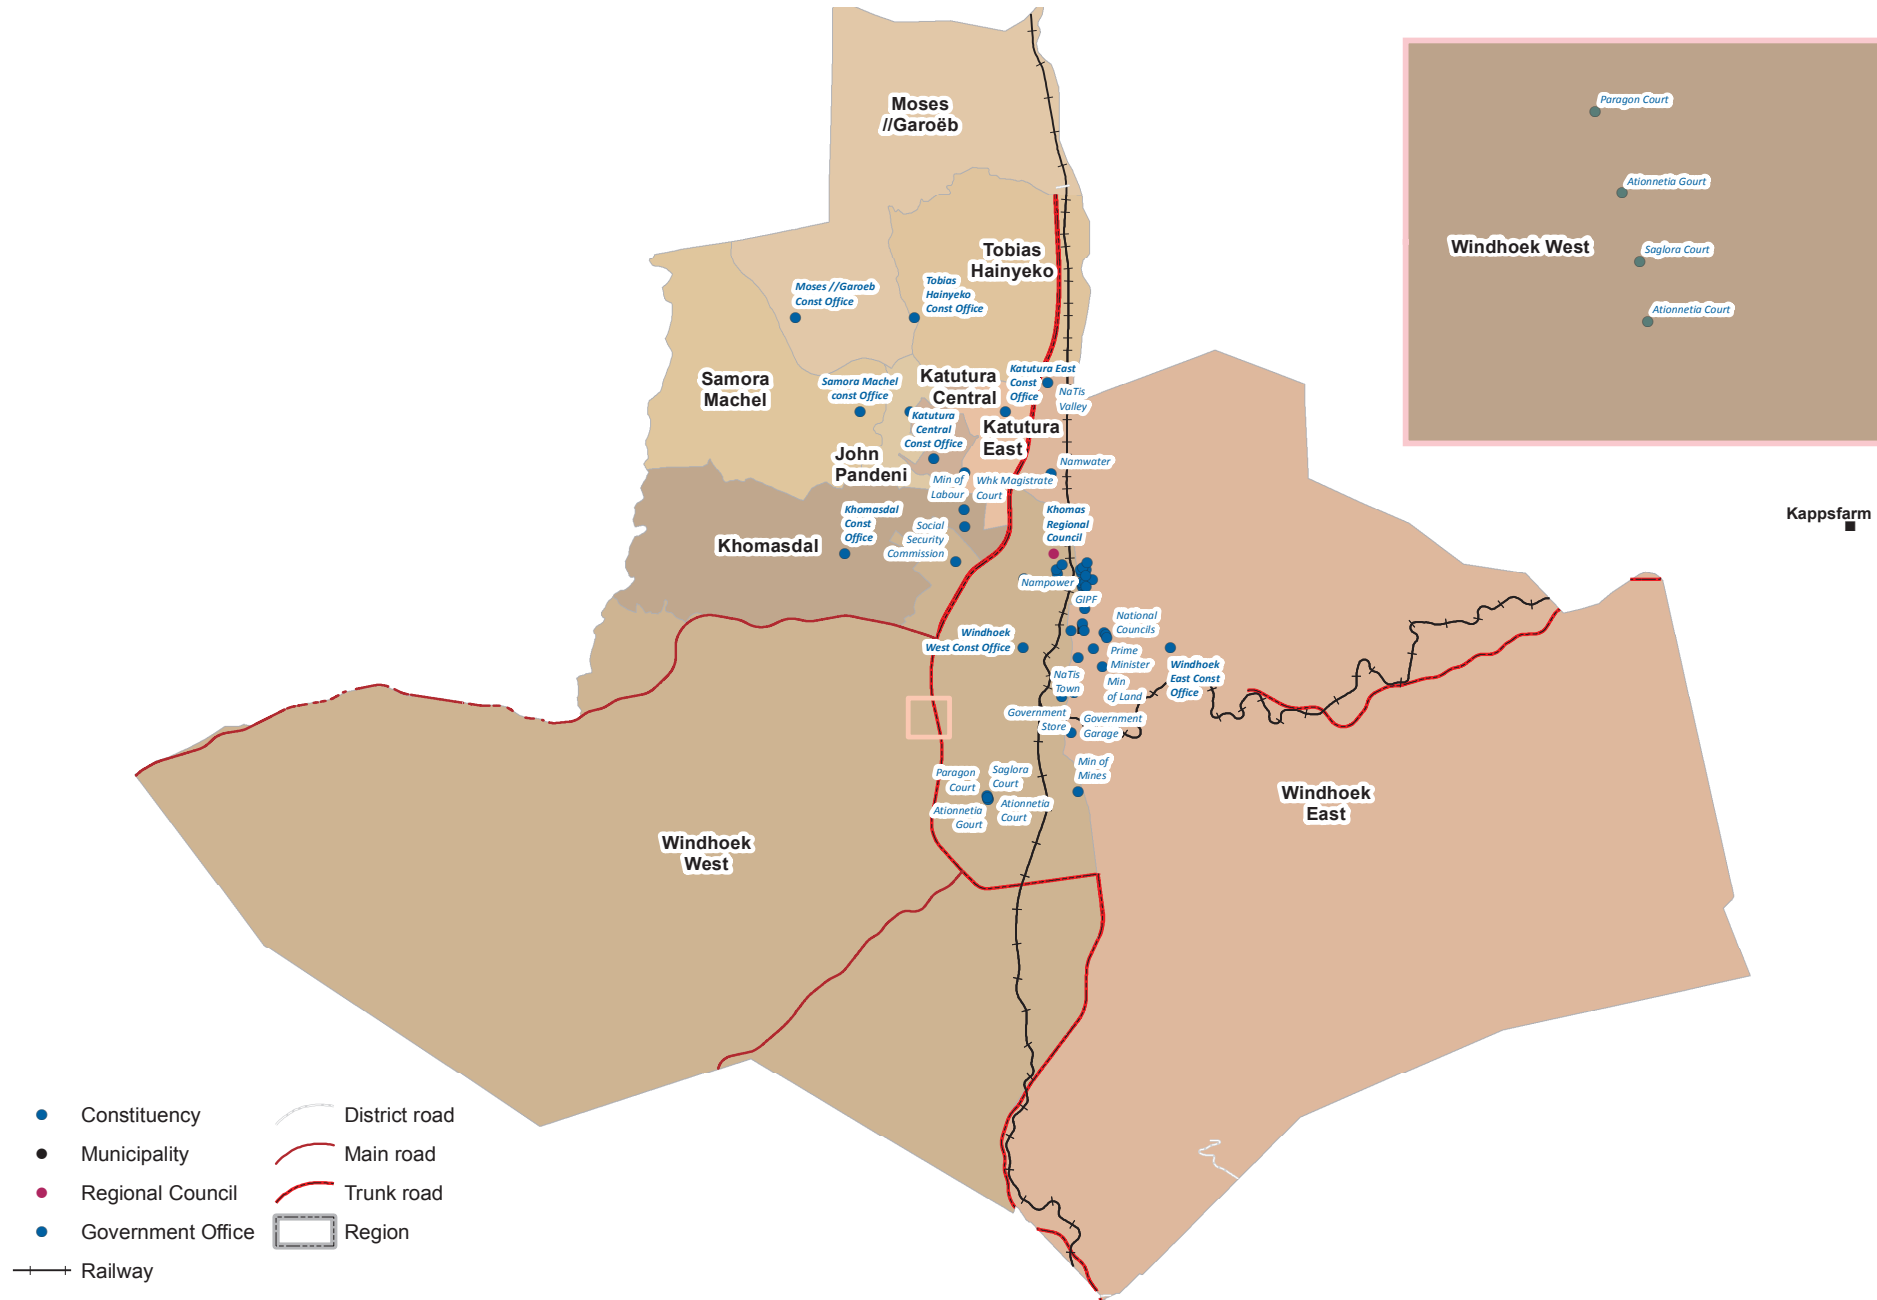 Moses
//Garoëb
Paragon Court
Ationnetia Gourt
Windhoek West
Saglora Court
Ationnetia Court
Tobias
Hainyeko
Moses //Garoeb
Const Office
Tobias
Hainyeko
Const Office
Samora
Machel
Samora Machel
const Office
Katutura
Central
Katutura East
Const
Office
NaTis
Valley
Katutura
Central
Const Office
Katutura
East
John
Pandeni
Min of
Labour
Whk Magistrate
Court
Namwater
Khomasdal
Const
Office
Khomasdal
Social
Security
Commission
Khomas
Regional
Council
Kappsfarm
Nampower
GIPF
National
Councils
Windhoek
West Const Office
Prime
Minister
Windhoek
East Const
Office
NaTis
Town
Min
of Land
Government
Store
Government
Garage
Min of
Mines
Paragon
Court
Saglora
Court
Ationnetia
Gourt
Ationnetia
Court
Windhoek
East
Windhoek
West
Constituency
Municipality
Regional Council
Government Office
Railway
District road
Main road
Trunk road
Region